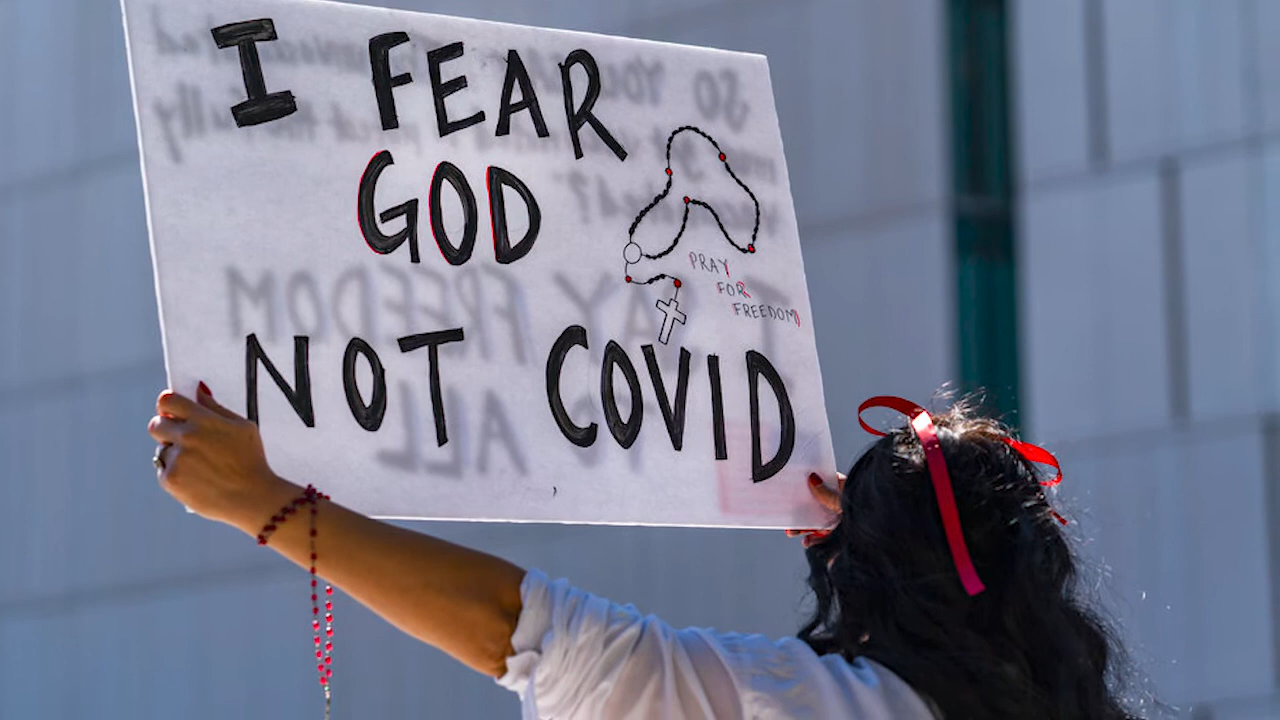 I FEAR
GOD
PRAY
FOR
FREEDOM
NOT COVID